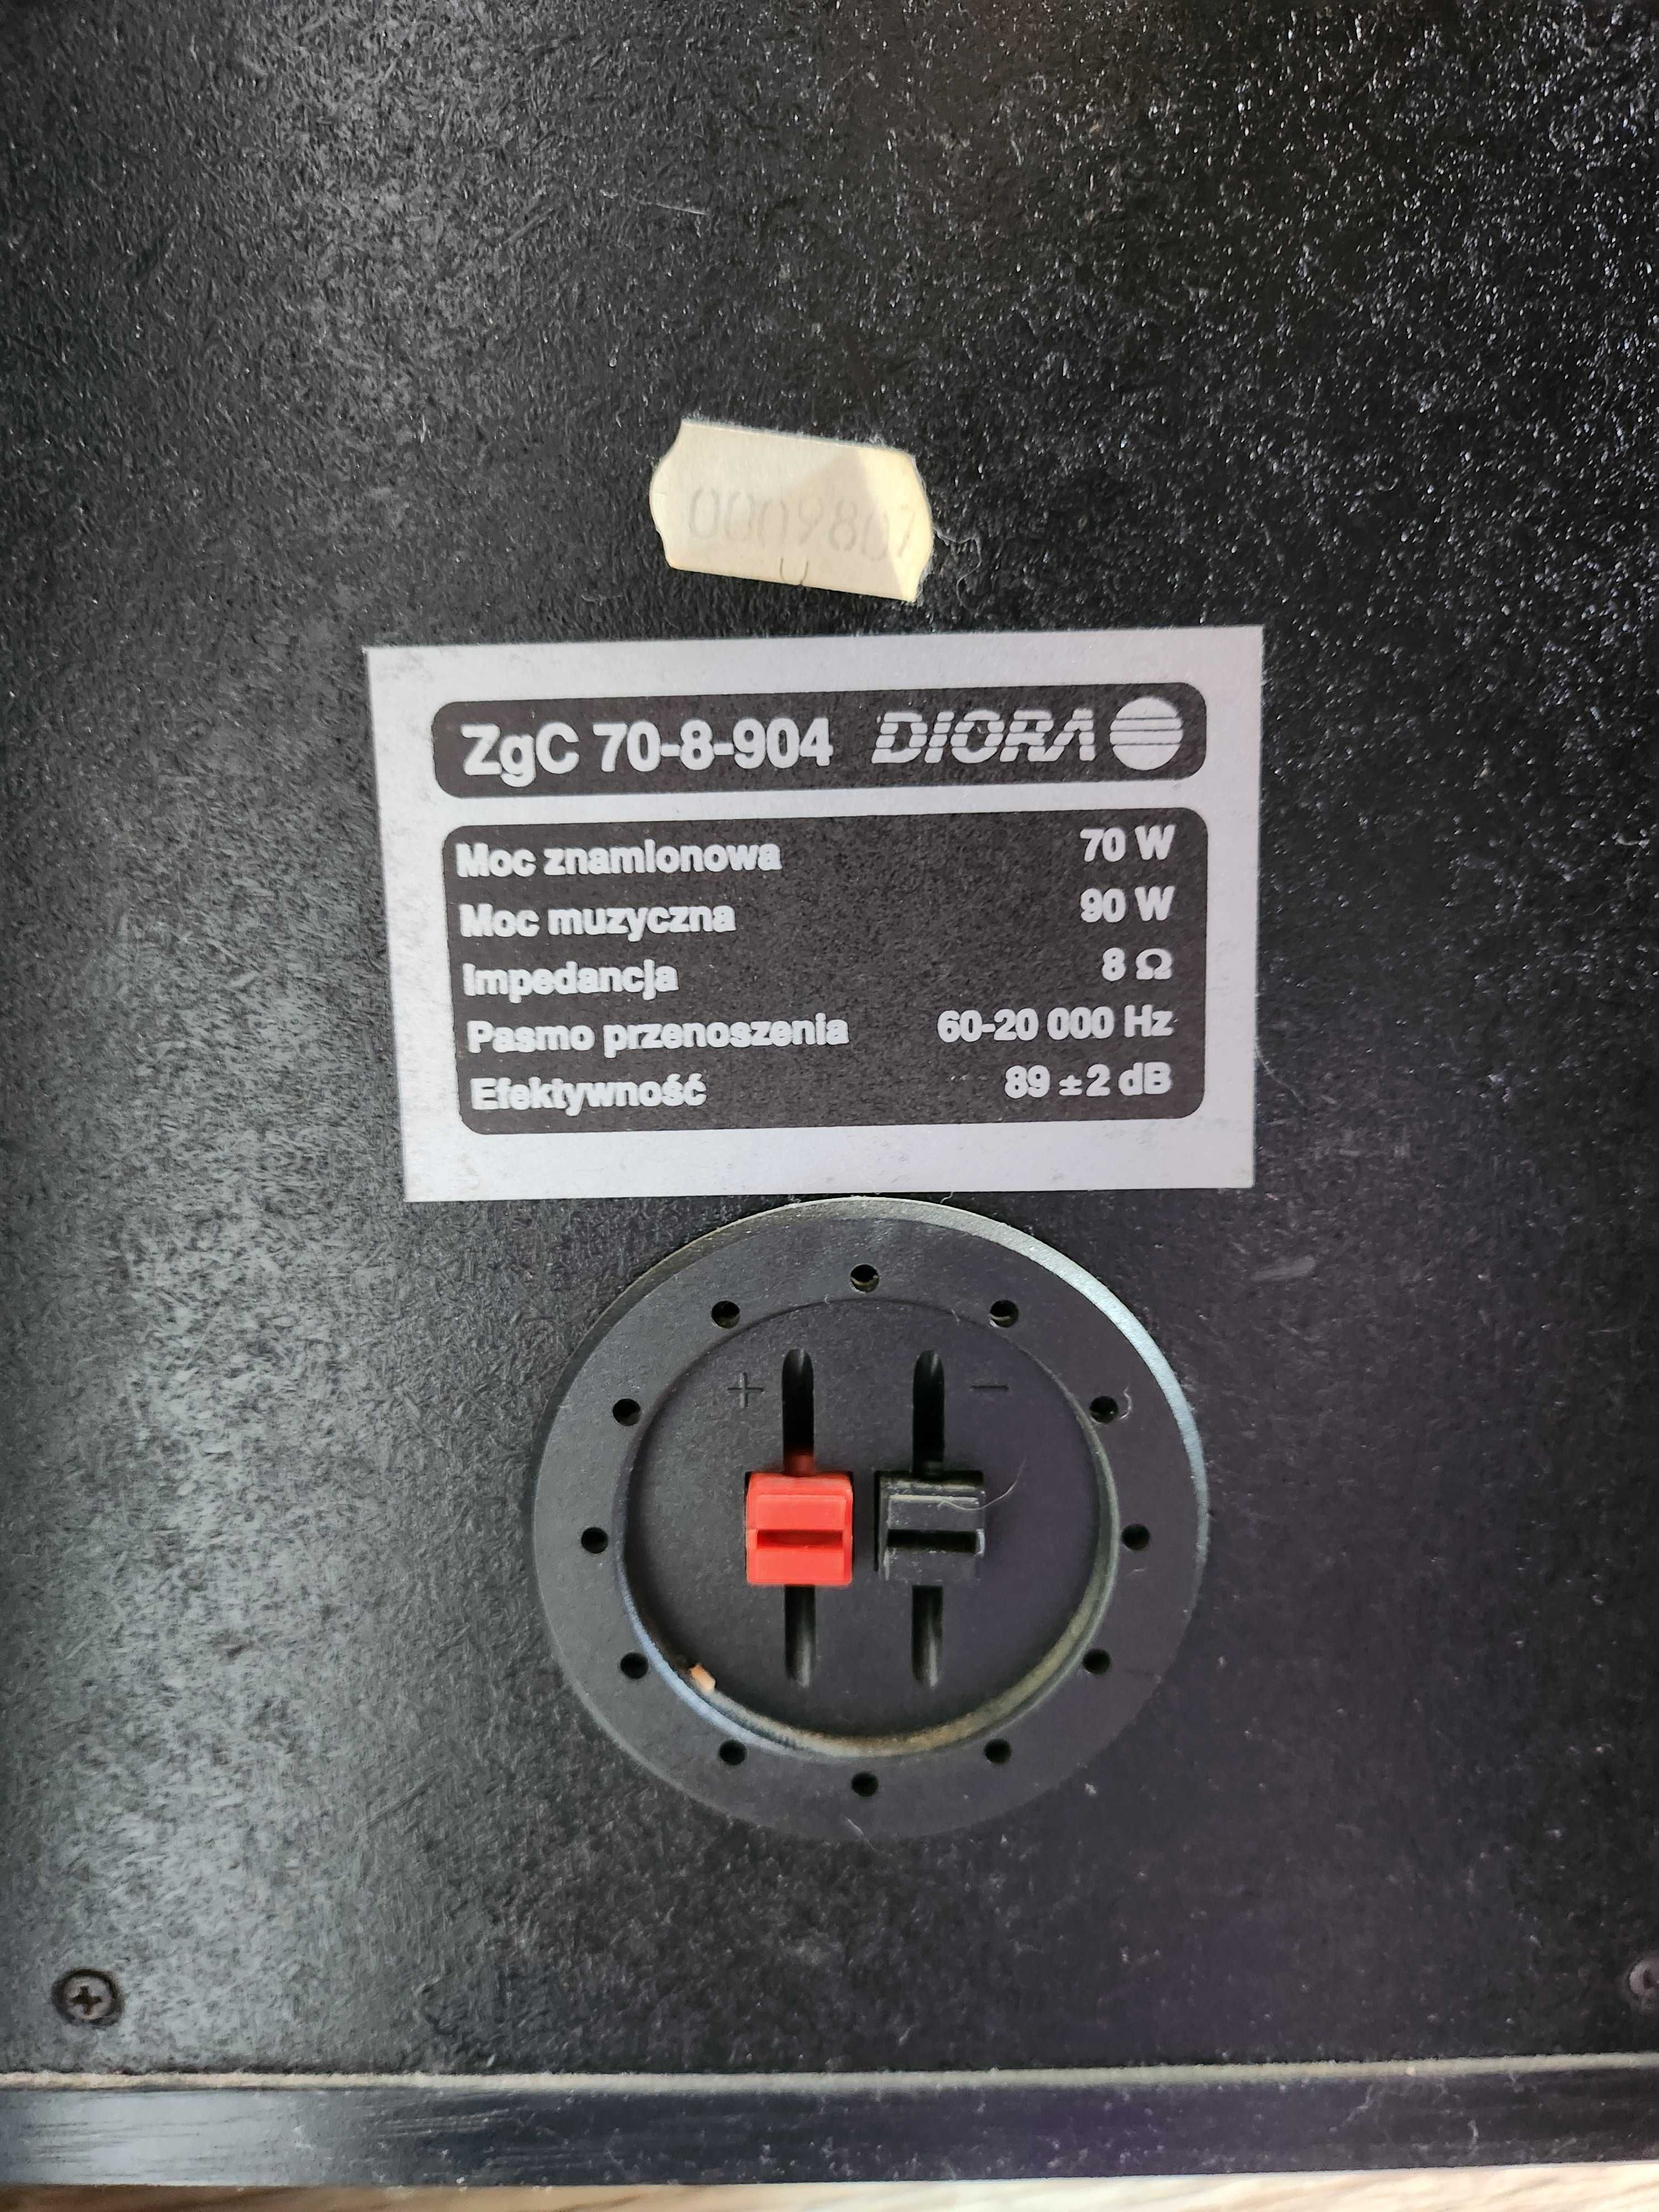 0009807
ZgC 70-8-904 DIORA
Moc znamionowa 70 W
Moc muzyczna 90 W
Impedancja 8 Ω
Pasmo przenoszenia 60-20 000 Hz
Efektywność 89 ±2 dB
+ −